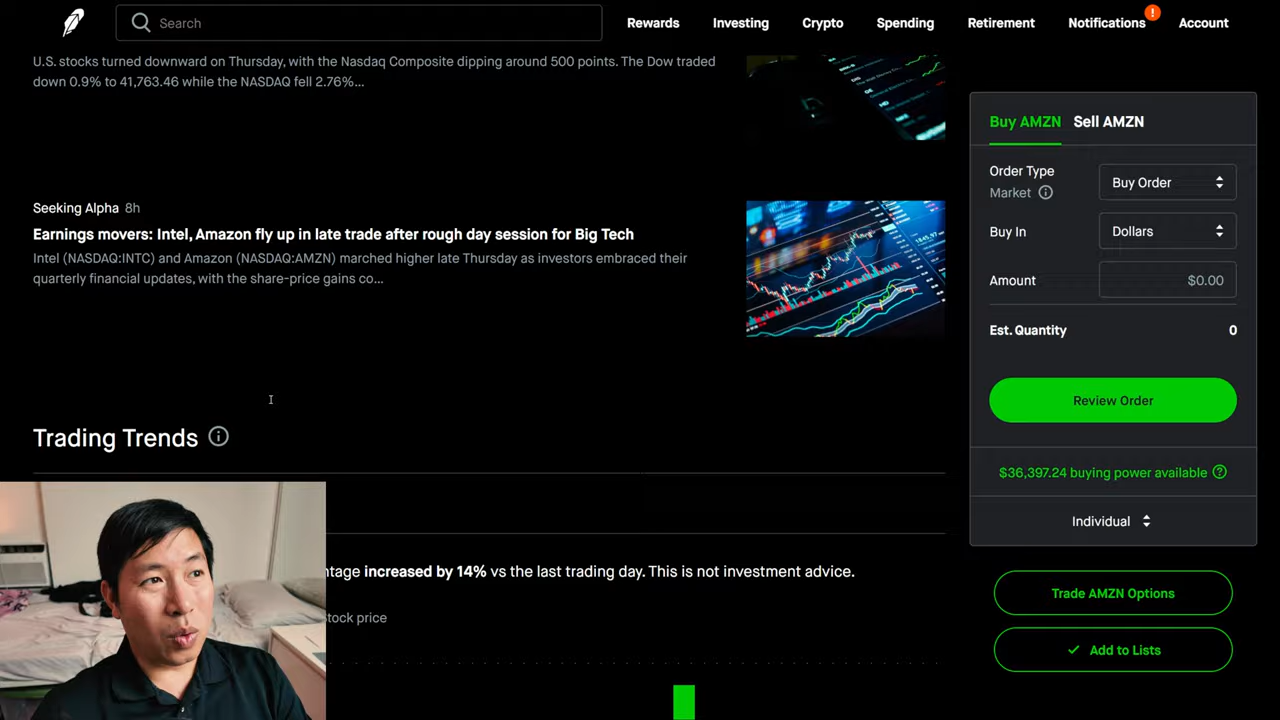 Search
Rewards
Investing
Crypto
Spending
Retirement
Notifications
!
Account
U.S. stocks turned downward on Thursday, with the Nasdaq Composite dipping around 500 points. The Dow traded
down 0.9% to 41,763.46 while the NASDAQ fell 2.76%...
Seeking Alpha 8h
Earnings movers: Intel, Amazon fly up in late trade after rough day session for Big Tech
Intel (NASDAQ:INTC) and Amazon (NASDAQ:AMZN) marched higher late Thursday as investors embraced their
quarterly financial updates, with the share-price gains co...
Trading Trends
ntage increased by 14% vs the last trading day. This is not investment advice.
tock price
Buy AMZN
Sell AMZN
Order Type
Market
Buy Order
Buy In
Dollars
Amount
$0.00
Est. Quantity
0
Review Order
$36,397.24 buying power available
Individual
Trade AMZN Options
Add to Lists